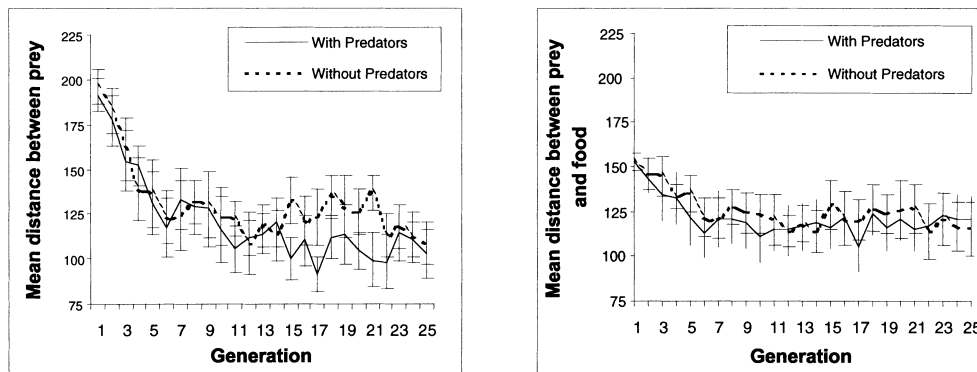 225
200
175
150
125
100
75
Mean distance between prey
With Predators
Without Predators
1 3 5 7 9 11 13 15 17 19 21 23 25
Generation
225
200
175
150
125
100
75
Mean distance between prey
and food
With Predators
Without Predators
1 3 5 7 9 11 13 15 17 19 21 23 25
Generation